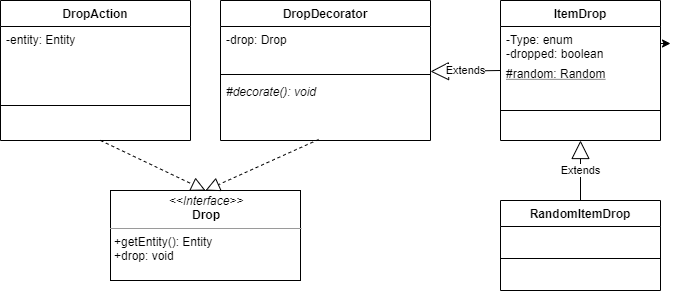 DropAction
-entity: Entity
DropDecorator
-drop: Drop
#decorate(): void
Extends
ItemDrop
-Type: enum
-dropped: boolean
#random: Random
Extends
<<Interface>>
Drop
+getEntity(): Entity
+drop: void
RandomItemDrop